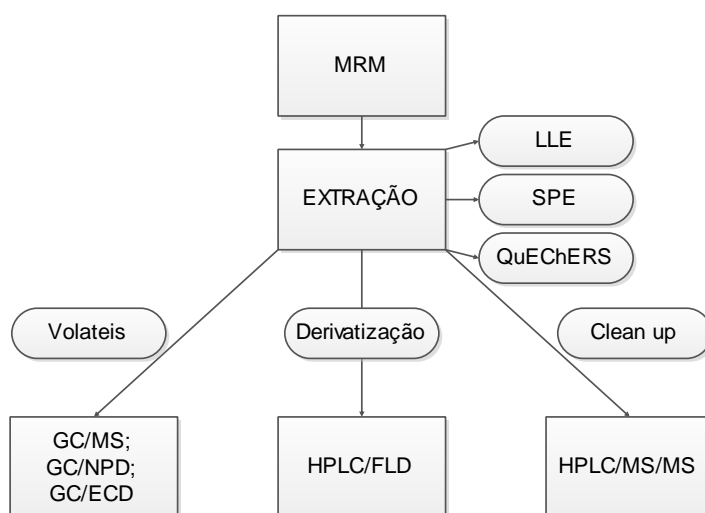 MRM
LLE
EXTRAÇÃO
SPE
QuEChERS
Volateis
Derivatização
Clean up
GC/MS;
GC/NPD;
GC/ECD
HPLC/FLD
HPLC/MS/MS